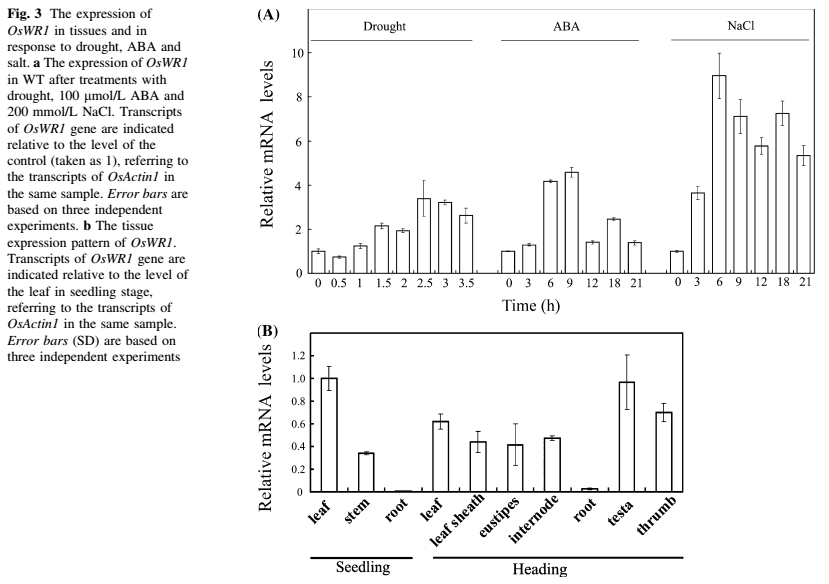 Fig. 3 The expression of
OsWR1 in tissues and in
response to drought, ABA and
salt. a The expression of OsWR1
in WT after treatments with
drought, 100 μmol/L ABA and
200 mmol/L NaCl. Transcripts
of OsWR1 gene are indicated
relative to the level of the
control (taken as 1), referring to
the transcripts of OsActin1 in
the same sample. Error bars are
based on three independent
experiments. b The tissue
expression pattern of OsWR1.
Transcripts of OsWR1 gene are
indicated relative to the level of
the leaf in seedling stage,
referring to the transcripts of
OsActin1 in the same sample.
Error bars (SD) are based on
three independent experiments
(A)
Drought ABA NaCl
Relative mRNA levels
10
8
6
4
2
0
0 0.5 1 1.5 2 2.5 3 3.5 0 3 6 9 12 18 21 0 3 6 9 12 18 21
Time (h)
(B)
Relative mRNA levels
1.2
1.0
0.8
0.6
0.4
0.2
0
leaf stem root leaf leaf sheath eustipes internode root testa thrumb
Seedling Heading